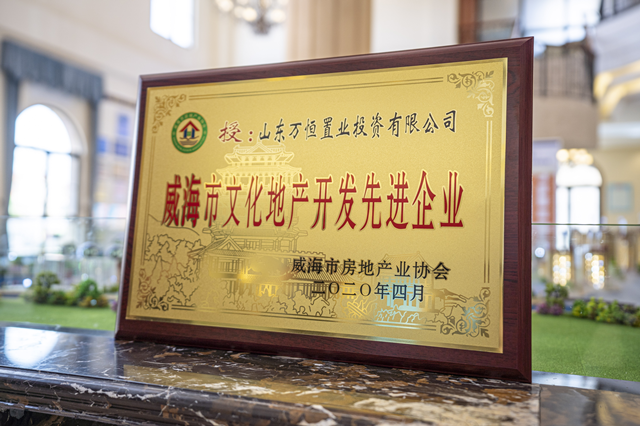 授：山东万恒置业投资有限公司
威海市文化地产开发先进企业
威海市房地产业协会
二〇二〇年四月